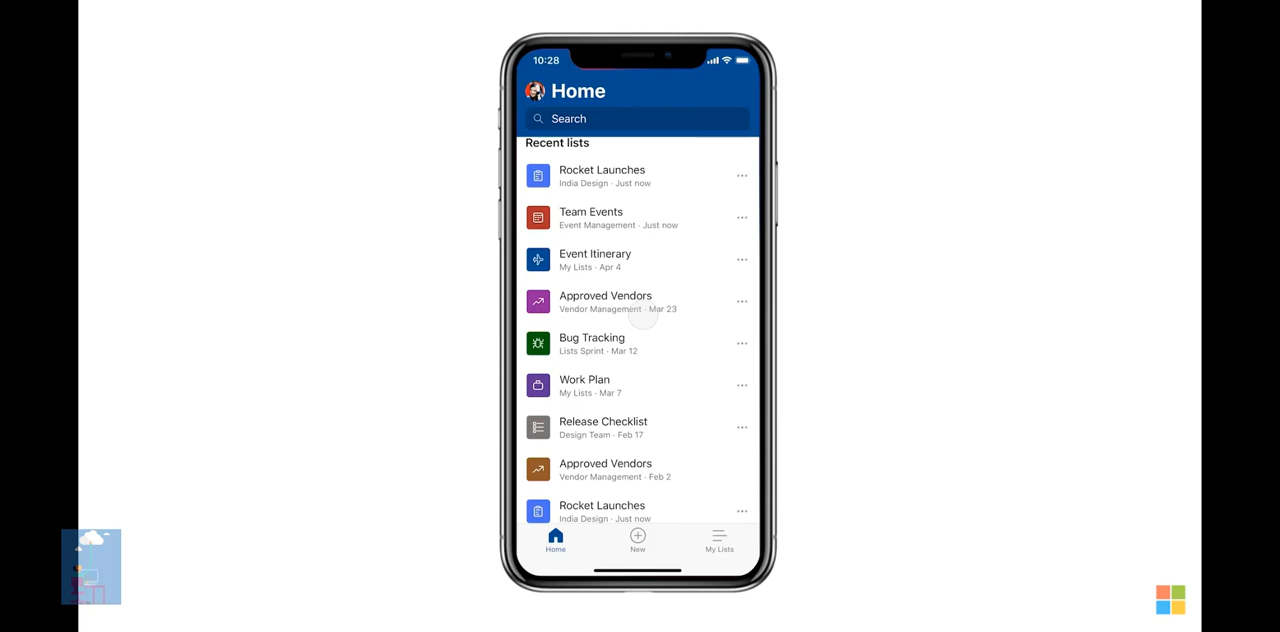 10:28
Home
Search
Recent lists
Rocket Launches
India Design · Just now
Team Events
Event Management · Just now
Event Itinerary
My Lists · Apr 4
Approved Vendors
Vendor Management · Mar 23
Bug Tracking
Lists Sprint · Mar 12
Work Plan
My Lists · Mar 7
Release Checklist
Design Team · Feb 17
Approved Vendors
Vendor Management · Feb 2
Rocket Launches
India Design · Just now
Home
New
My Lists